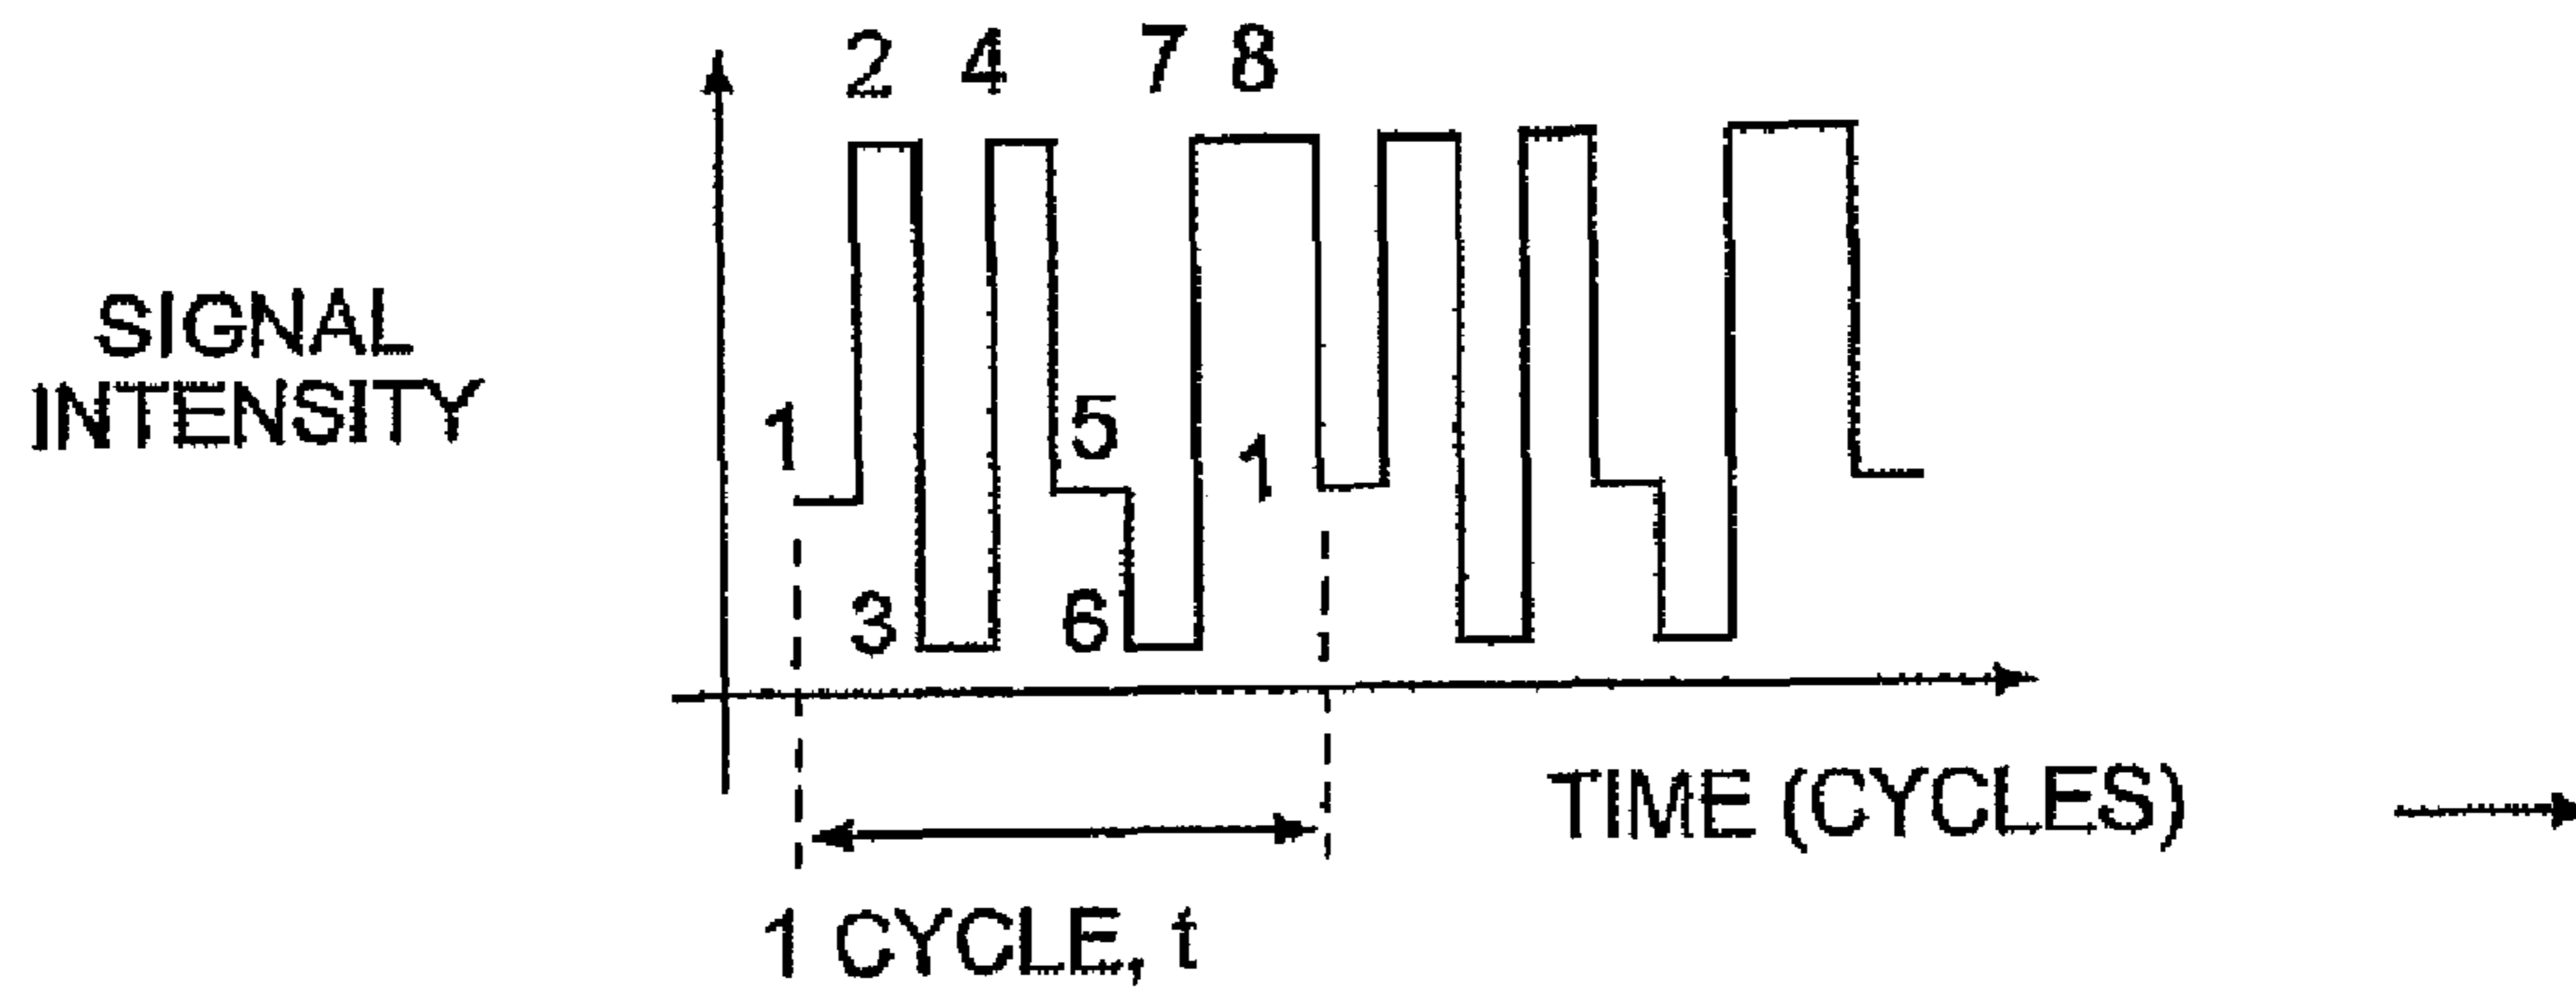 2 4 7 8
SIGNAL
INTENSITY
1 5 1
3 6
TIME (CYCLES)
1 CYCLE, t